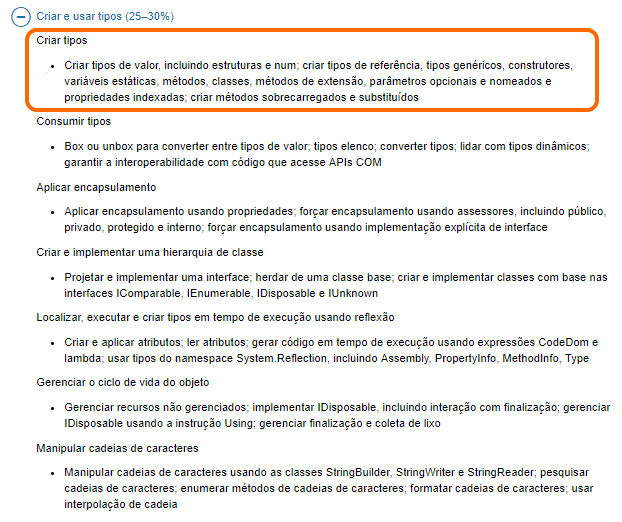 Criar e usar tipos (25–30%)
Criar tipos
• Criar tipos de valor, incluindo estruturas e num; criar tipos de referência, tipos genéricos, construtores,
variáveis estáticas, métodos, classes, métodos de extensão, parâmetros opcionais e nomeados e
propriedades indexadas; criar métodos sobrecarregados e substituídos
Consumir tipos
• Box ou unbox para converter entre tipos de valor; tipos elenco; converter tipos; lidar com tipos dinâmicos;
garantir a interoperabilidade com código que acesse APIs COM
Aplicar encapsulamento
• Aplicar encapsulamento usando propriedades; forçar encapsulamento usando assessores, incluindo público,
privado, protegido e interno; forçar encapsulamento usando implementação explícita de interface
Criar e implementar uma hierarquia de classe
• Projetar e implementar uma interface; herdar de uma classe base; criar e implementar classes com base nas
interfaces IComparable, IEnumerable, IDisposable e IUnknown
Localizar, executar e criar tipos em tempo de execução usando reflexão
• Criar e aplicar atributos; ler atributos; gerar código em tempo de execução usando expressões CodeDom e
lambda; usar tipos do namespace System.Reflection, incluindo Assembly, PropertyInfo, MethodInfo, Type
Gerenciar o ciclo de vida do objeto
• Gerenciar recursos não gerenciados; implementar IDisposable, incluindo interação com finalização; gerenciar
IDisposable usando a instrução Using; gerenciar finalização e coleta de lixo
Manipular cadeias de caracteres
• Manipular cadeias de caracteres usando as classes StringBuilder, StringWriter e StringReader; pesquisar
cadeias de caracteres; enumerar métodos de cadeias de caracteres; formatar cadeias de caracteres; usar
interpolação de cadeia